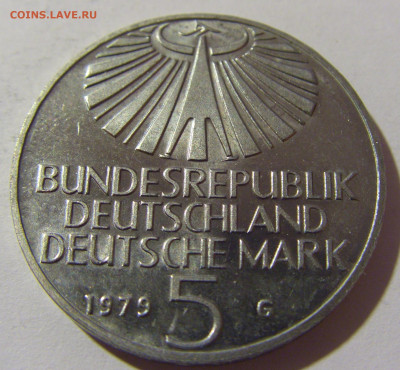 COINS.LAVE.RU
BUNDESREPUBLIK
DEUTSCHLAND
DEUTSCHE MARK
1979 5 G